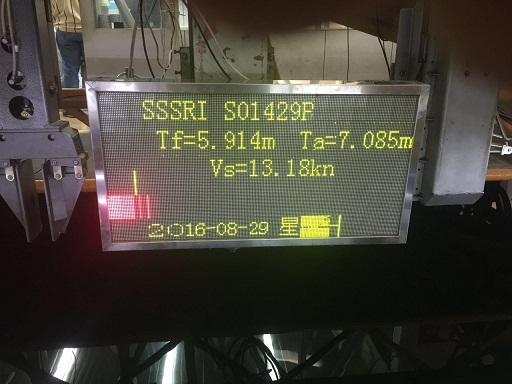 SSSRI S01429P
Tf=5.914m Ta=7.085m
Vs=13.18kn
2016-08-29 星